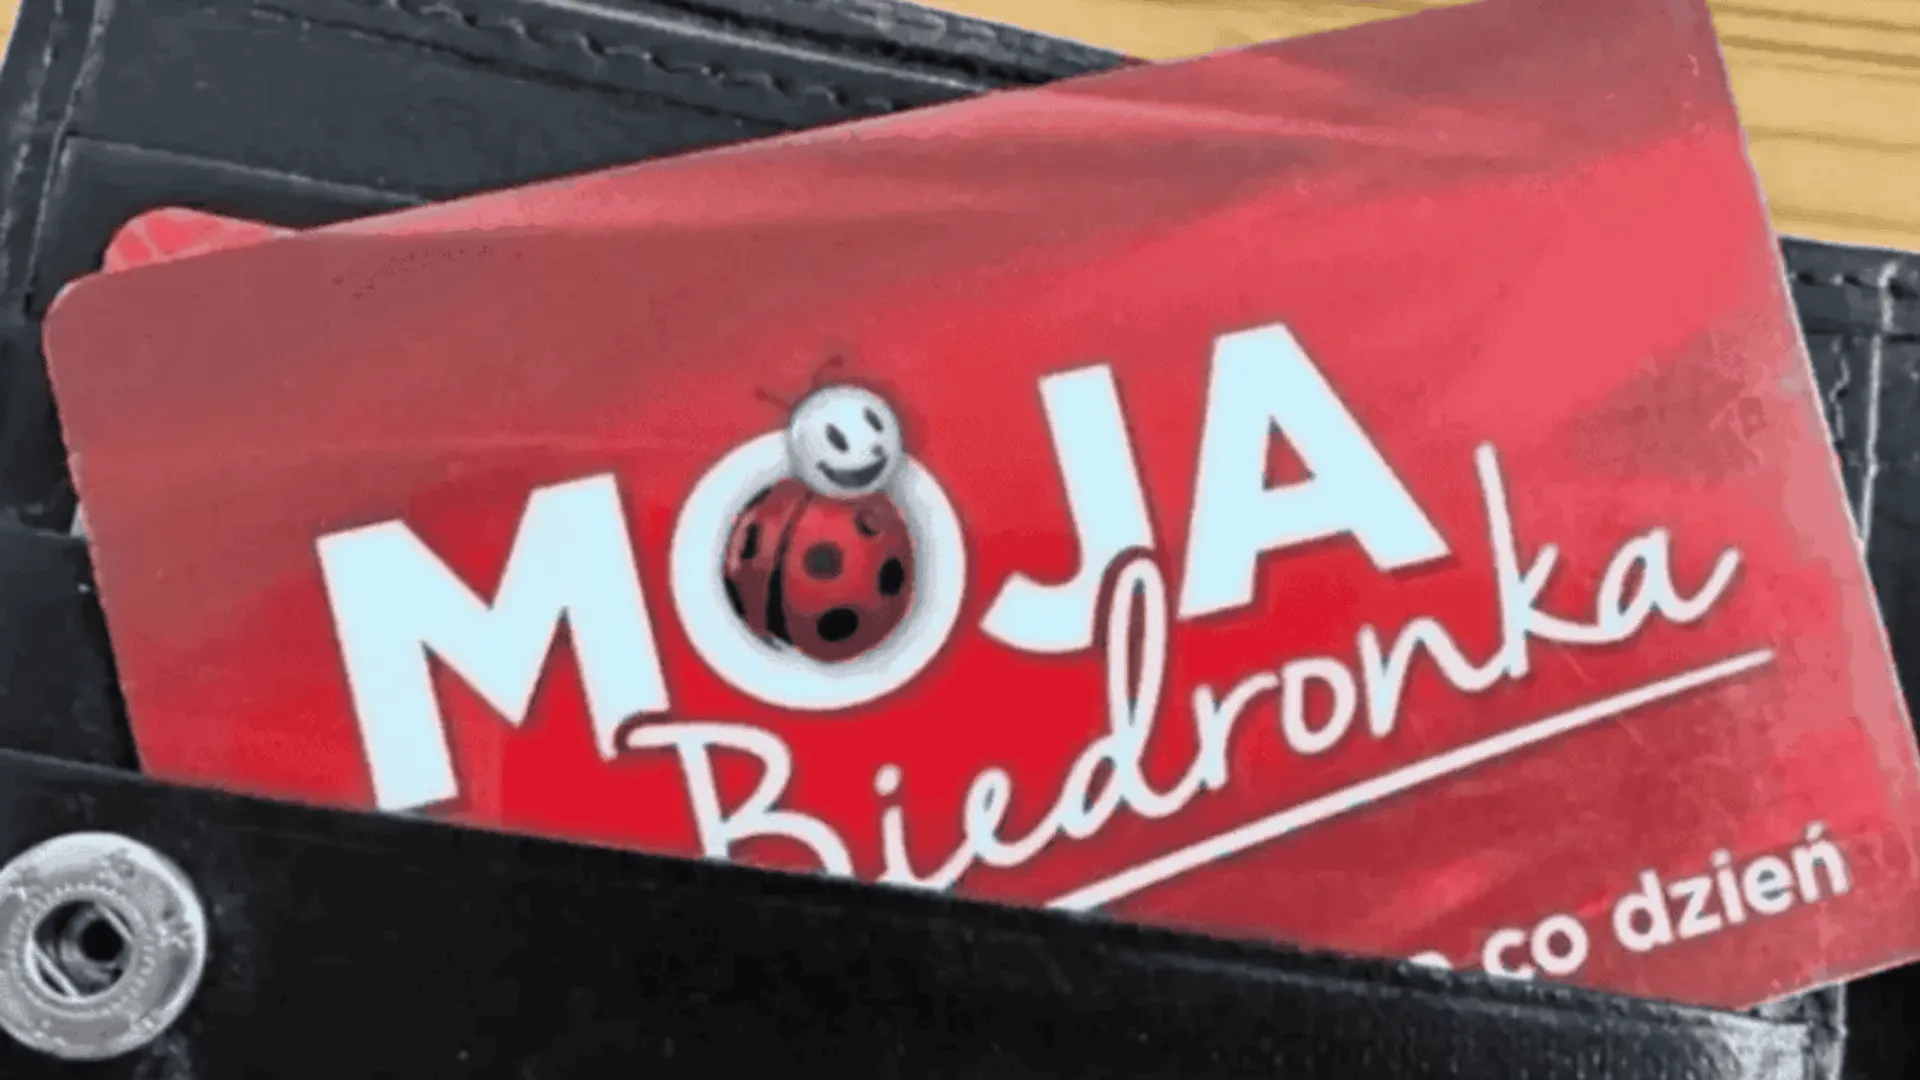 MOJA
Biedronka
co dzień